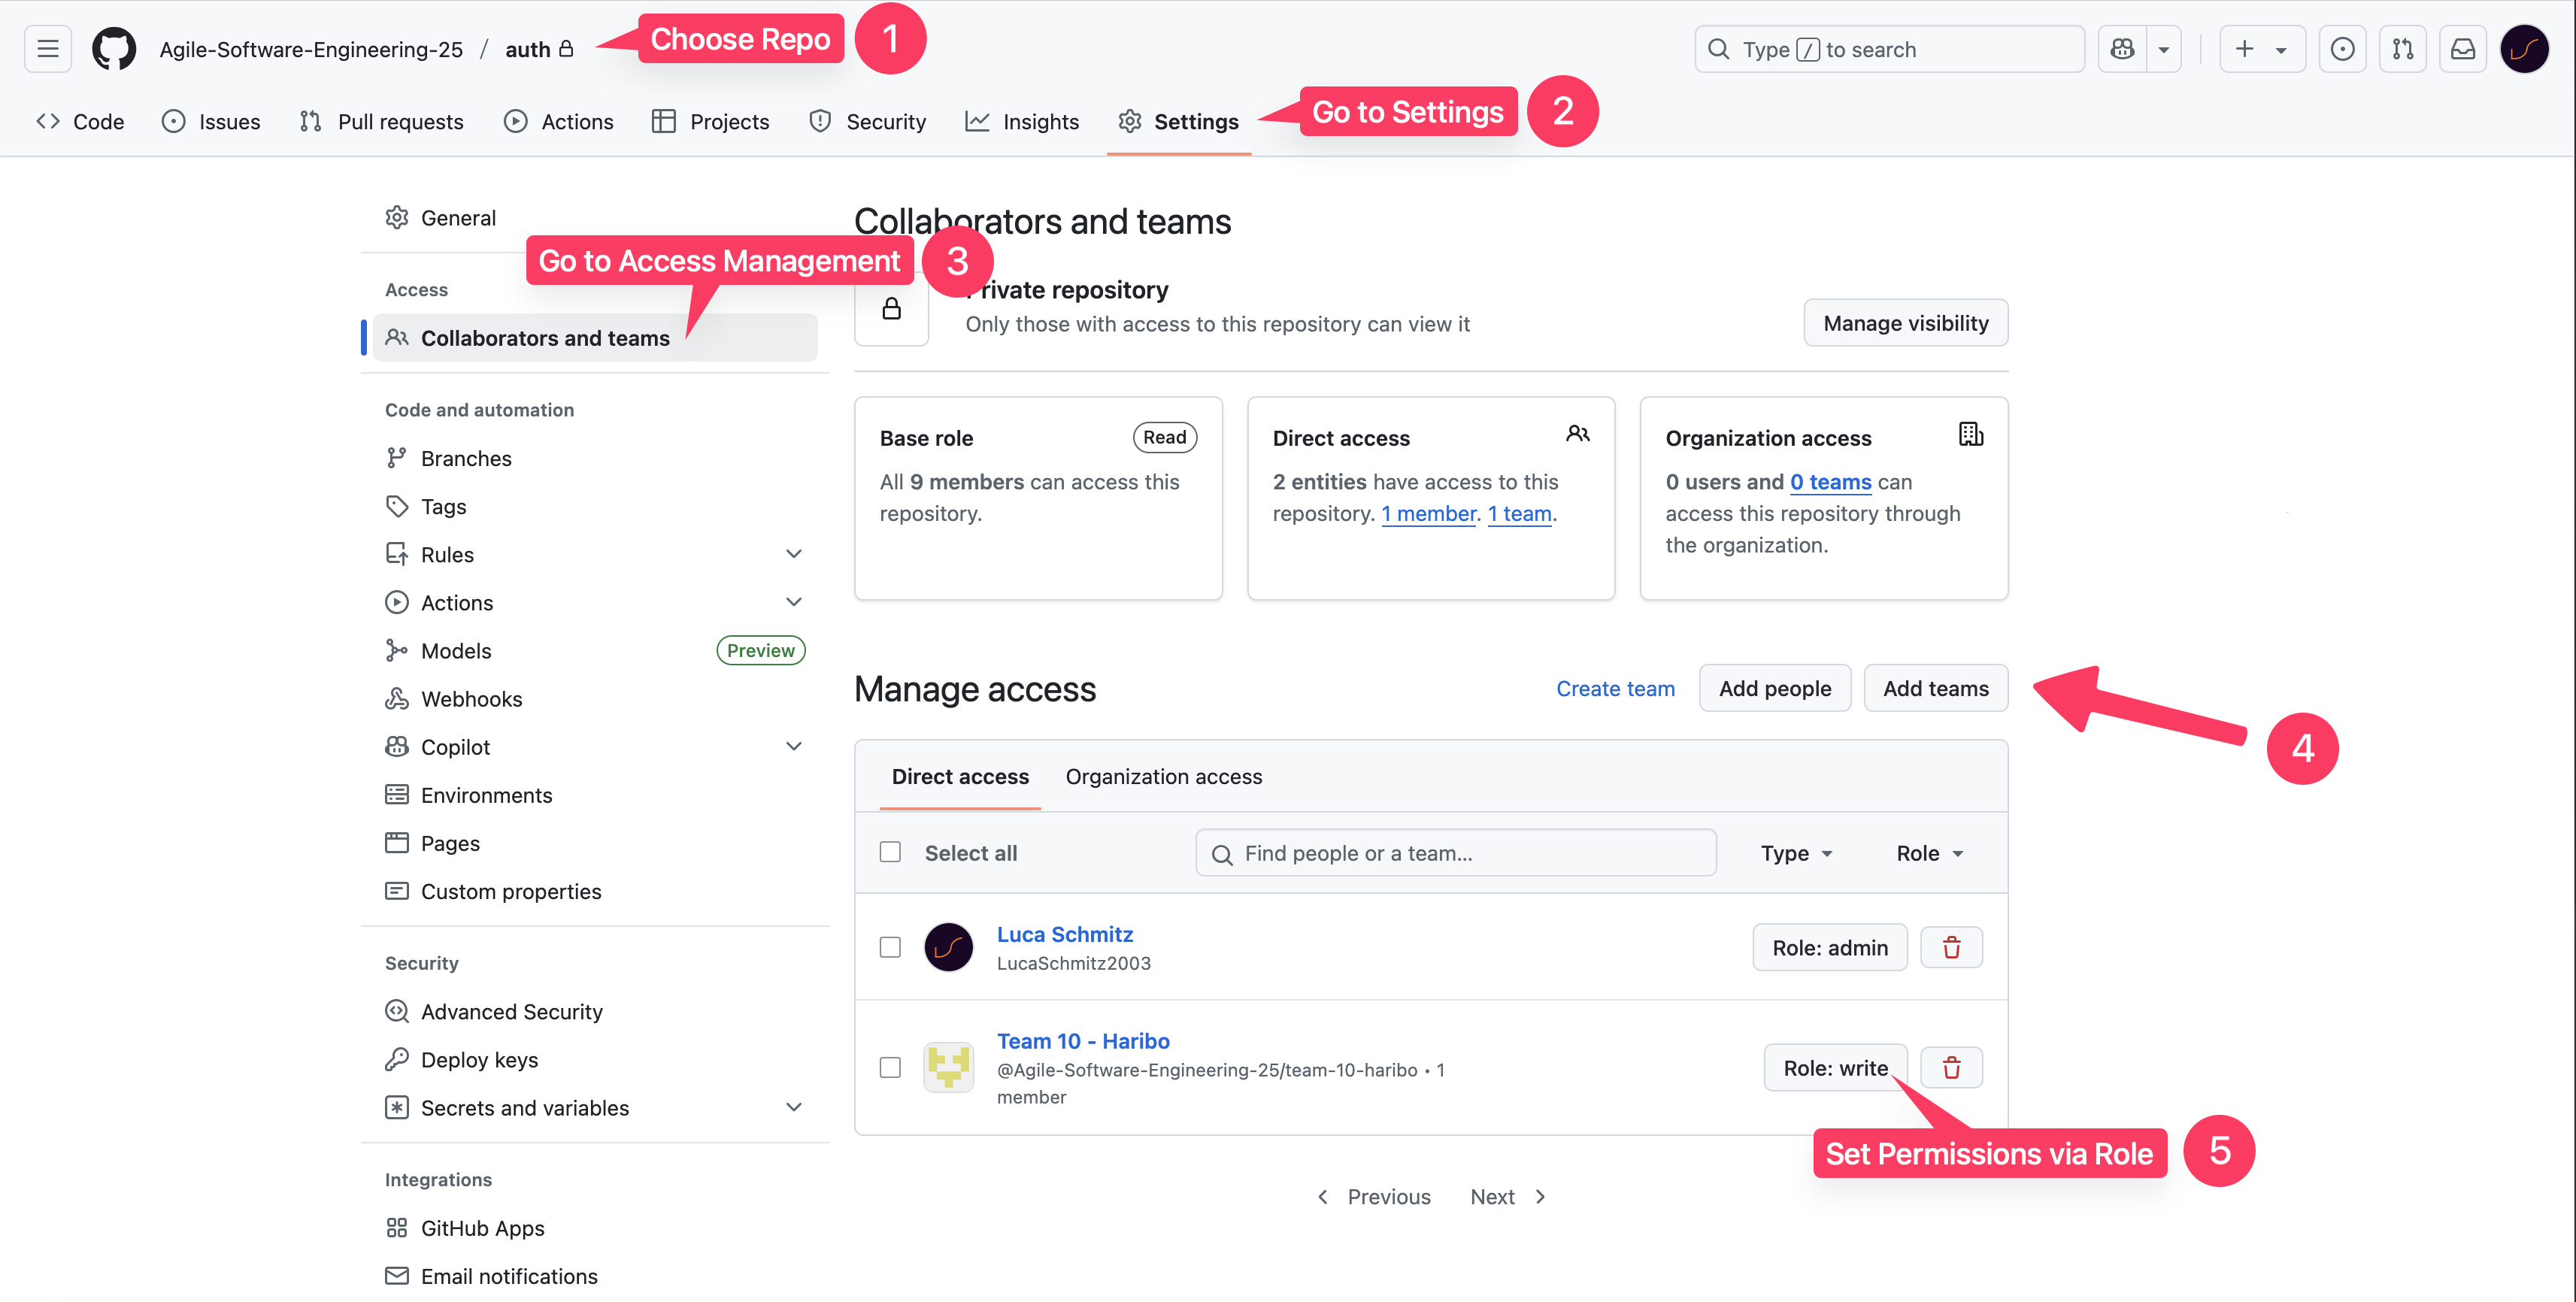 Agile-Software-Engineering-25 / auth
Choose Repo 1
Type / to search
Code Issues Pull requests Actions Projects Security Insights Settings
Go to Settings 2
General
Access
Collaborators and teams
Go to Access Management 3
Code and automation
Branches
Tags
Rules
Actions
Models Preview
Webhooks
Copilot
Environments
Pages
Custom properties
Security
Advanced Security
Deploy keys
Secrets and variables
Integrations
GitHub Apps
Email notifications
Collaborators and teams
Private repository
Only those with access to this repository can view it
Manage visibility
Base role Read
All 9 members can access this
repository.
Direct access
2 entities have access to this
repository. 1 member. 1 team.
Organization access
0 users and 0 teams can
access this repository through
the organization.
Manage access
Create team Add people Add teams
4
Direct access Organization access
Select all Find people or a team... Type Role
Luca Schmitz
LucaSchmitz2003
Role: admin
Team 10 - Haribo
@Agile-Software-Engineering-25/team-10-haribo • 1
member
Role: write
Set Permissions via Role 5
Previous Next